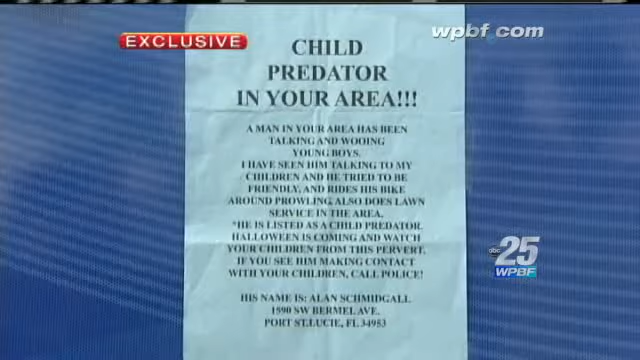 EXCLUSIVE
wpbf.com
CHILD
PREDATOR
IN YOUR AREA!!!
A MAN IN YOUR AREA HAS BEEN
TALKING AND WOOING
YOUNG BOYS.
I HAVE SEEN HIM TALKING TO MY
CHILDREN AND HE TRIED TO BE
FRIENDLY, AND RIDES HIS BIKE
AROUND PROWLING. ALSO DOES LAWN
SERVICE IN THE AREA.
*HE IS LISTED AS A CHILD PREDATOR.
HALLOWEEN IS COMING AND WATCH
YOUR CHILDREN FROM THIS PERVERT.
IF YOU SEE HIM MAKING CONTACT
WITH YOUR CHILDREN, CALL POLICE!
HIS NAME IS: ALAN SCHMIDGALL
1590 SW BERMEL AVE.
PORT ST.LUCIE, FL 34953
abc 25
WPBF